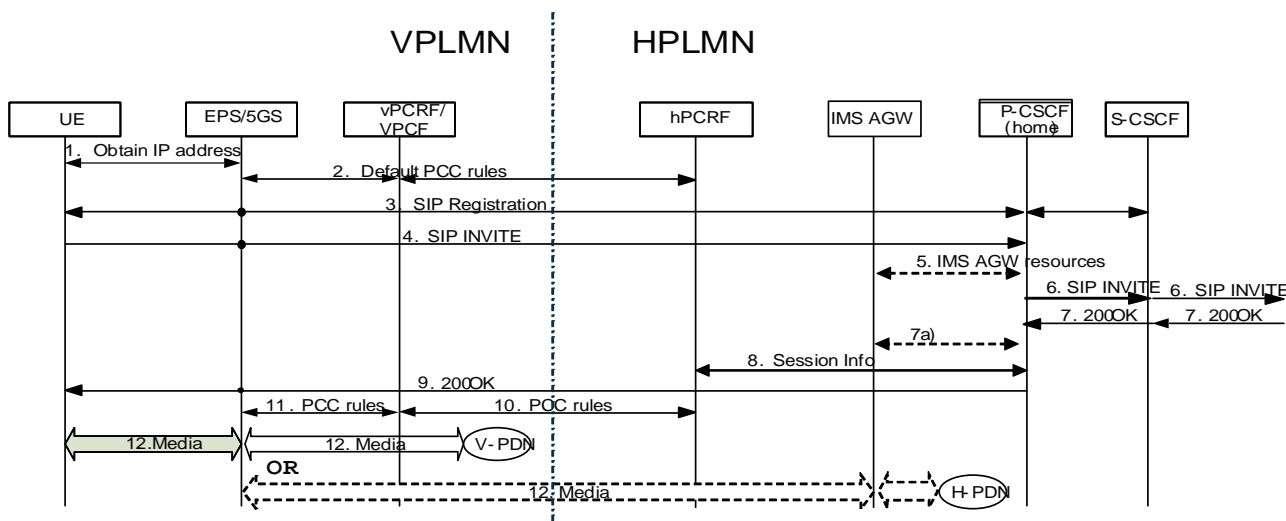 VPLMN
HPLMN
UE
EPS/5GS
vPCRF/
VPCF
hPCRF
IMS AGW
P-CSCF
(home)
S-CSCF
1. Obtain IP address
2. Default PCC rules
3. SIP Registration
4. SIP INVITE
5. IMS AGW resources
6. SIP INVITE
6. SIP INVITE
7. 200OK
7. 200OK
7a)
8. Session Info
9. 200OK
11. PCC rules
10. PCC rules
12.Media
12. Media
V-PDN
OR
12. Media
H-PDN